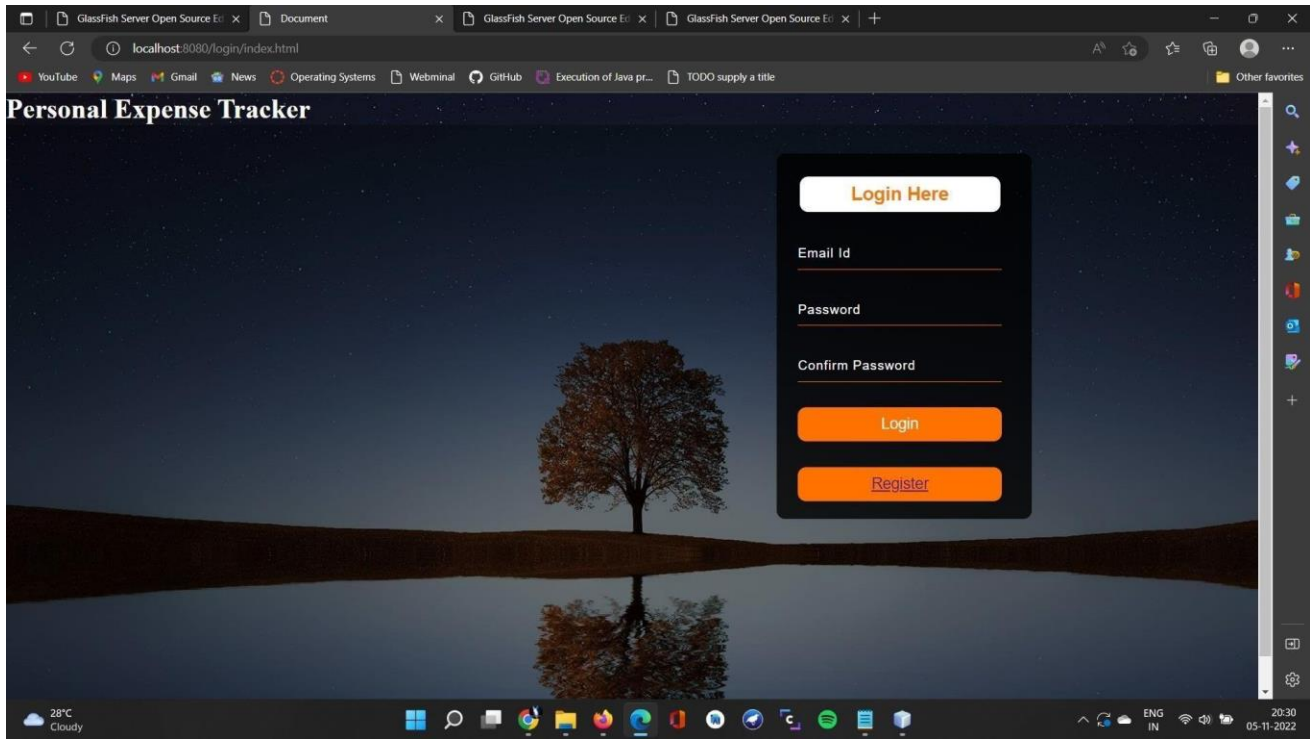 GlassFish Server Open Source Ed
Document
GlassFish Server Open Source Ed
GlassFish Server Open Source Ed
localhost:8080/login/index.html
YouTube Maps Gmail News Operating Systems Webminal GitHub Execution of Java pr... TODO supply a title Other favorites
Personal Expense Tracker
Login Here
Email Id
Password
Confirm Password
Login
Register
28°C
Cloudy
ENG
IN
20:30
05-11-2022